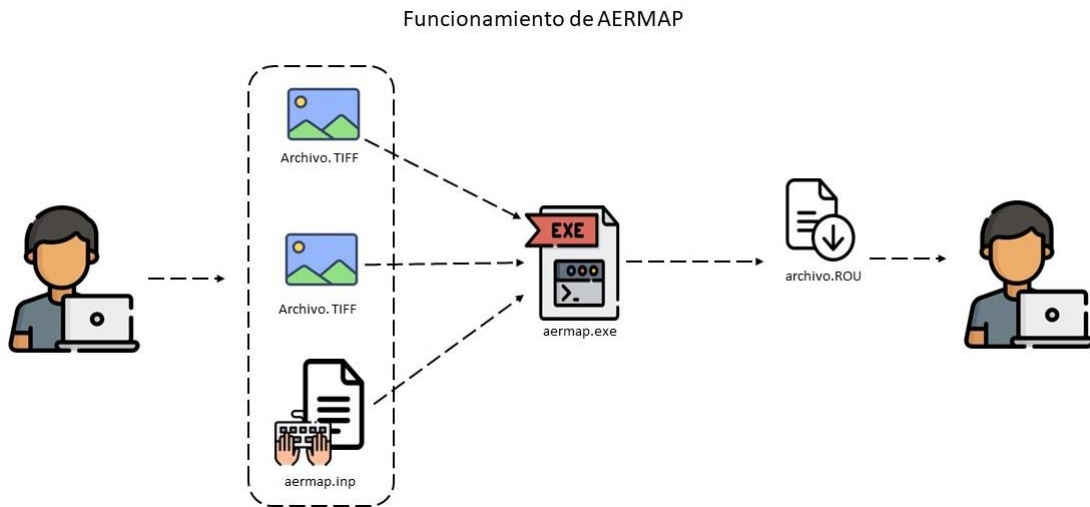 Funcionamiento de AERMAP
Archivo. TIFF
Archivo. TIFF
aermap.inp
EXE
aermap.exe
archivo.ROU